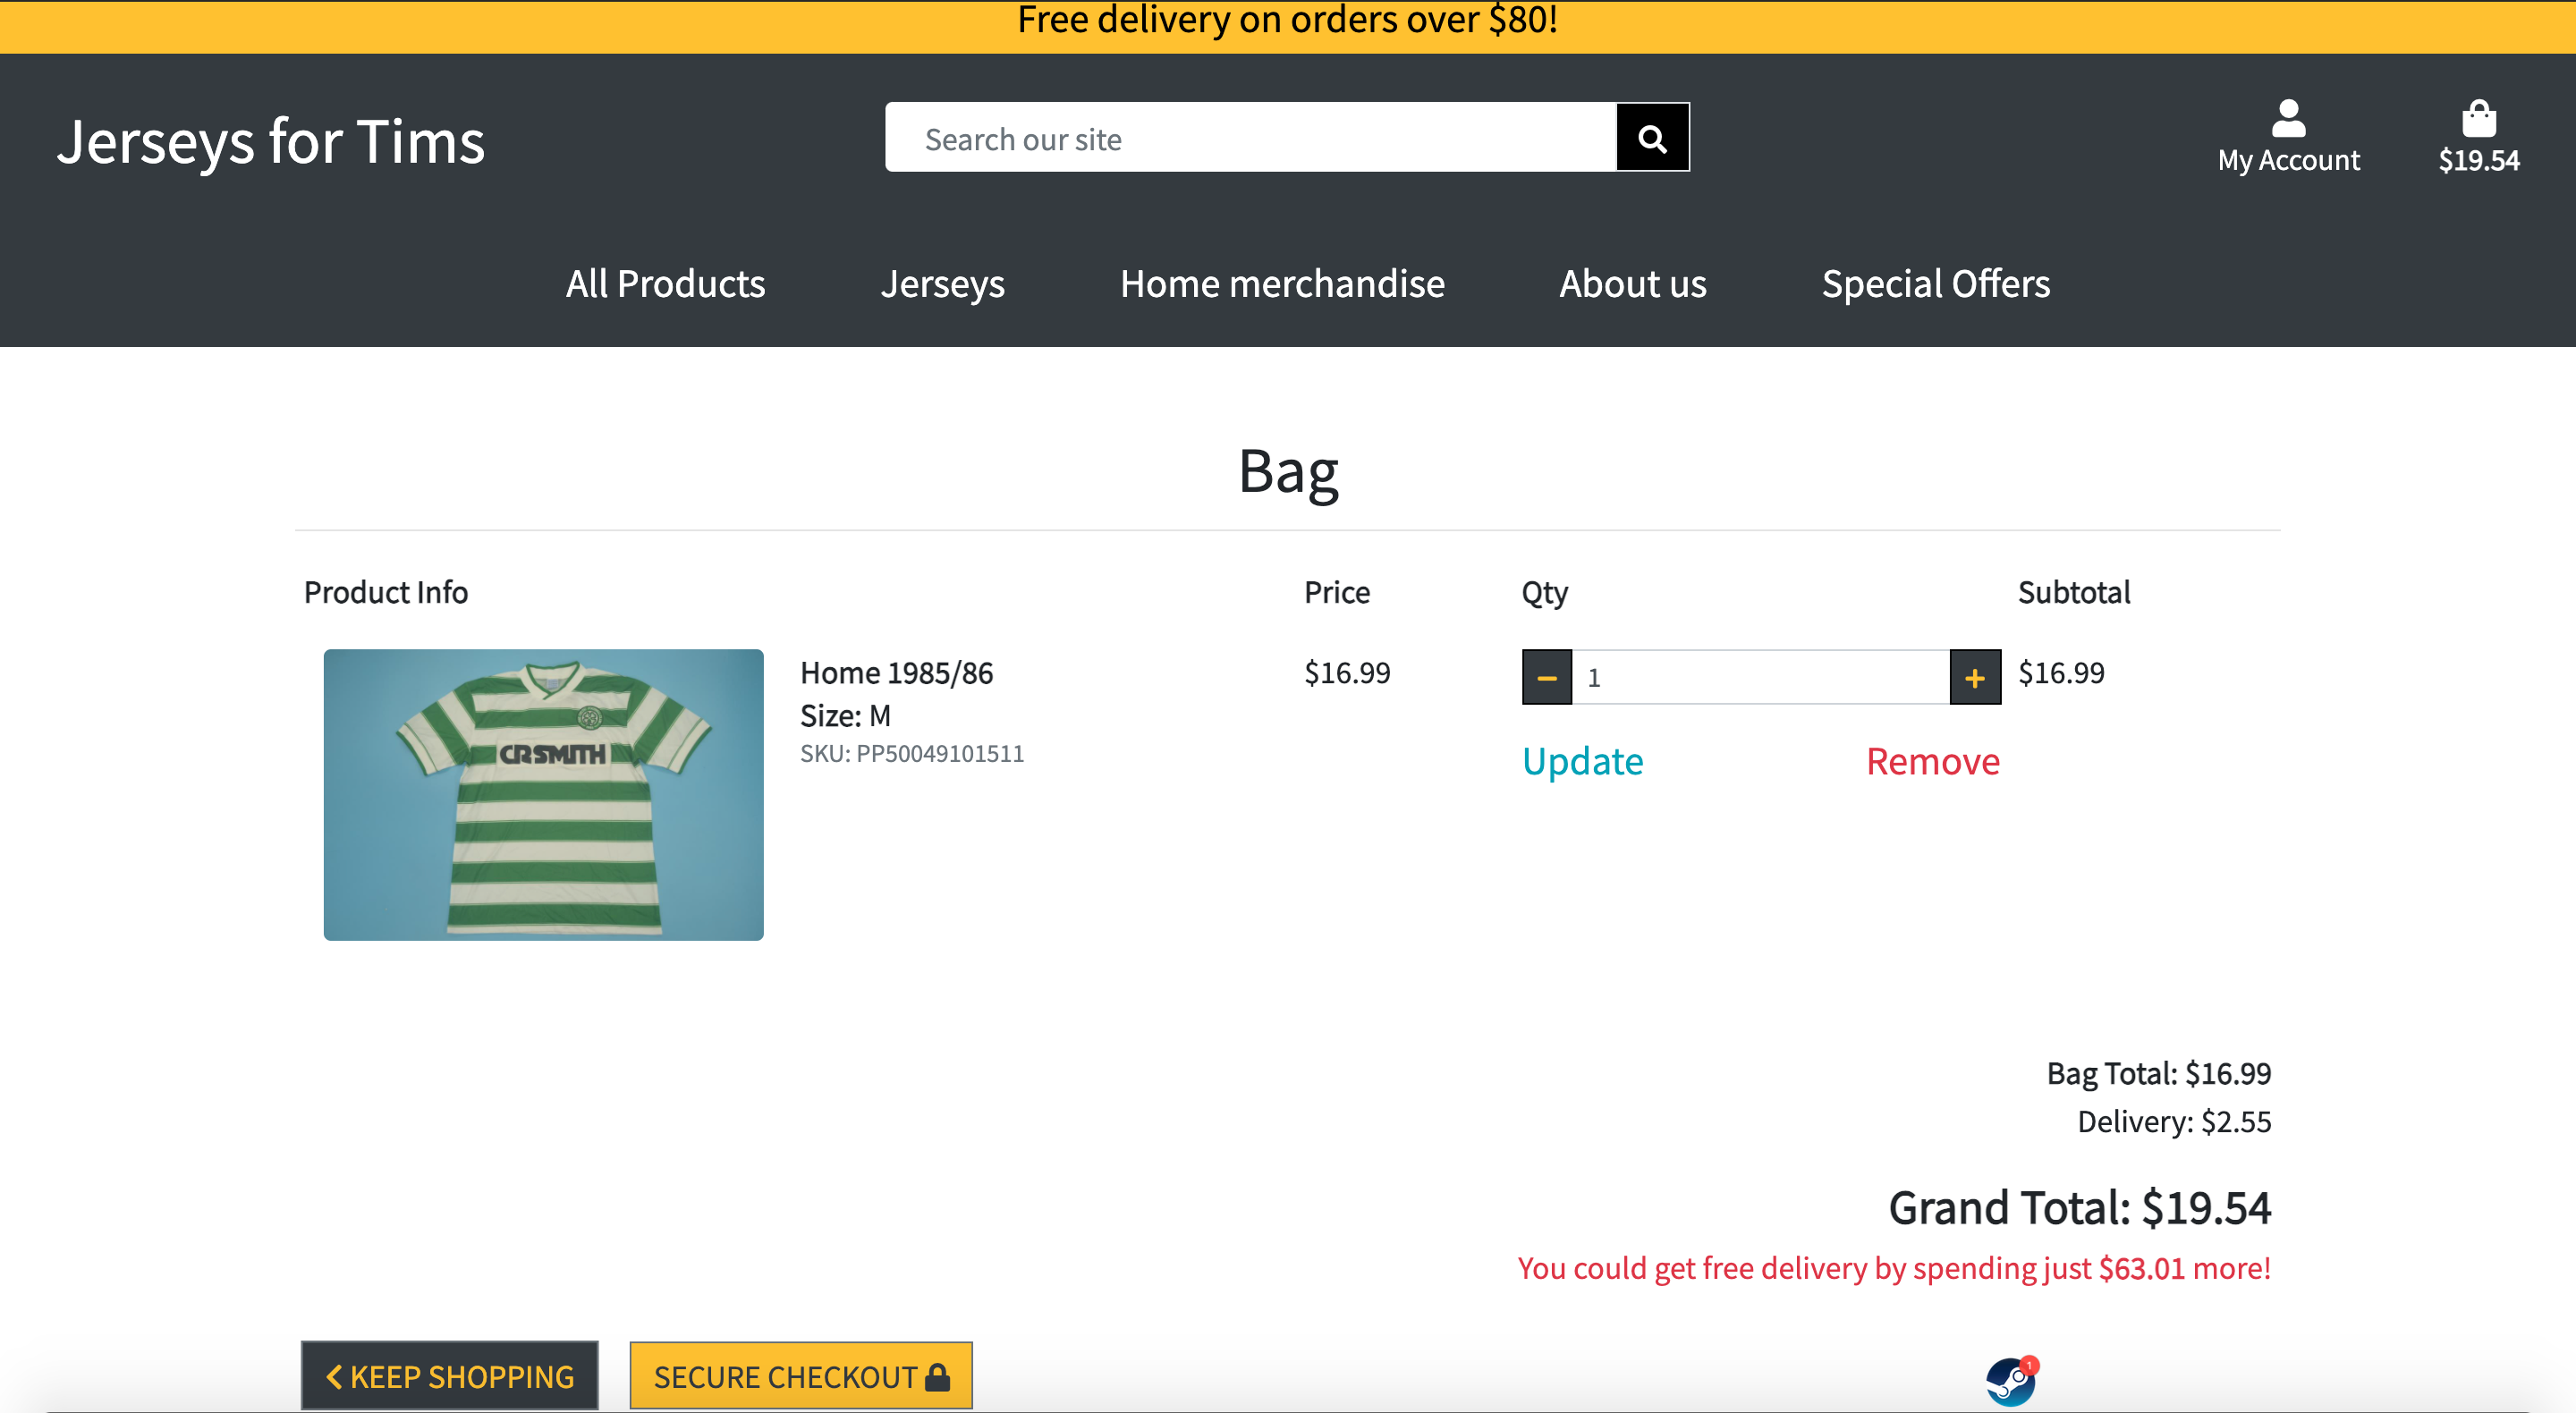 Free delivery on orders over $80!
Jerseys for Tims
Search our site
My Account
$19.54
All Products
Jerseys
Home merchandise
About us
Special Offers
Bag
Product Info
Price
Qty
Subtotal
CR SMITH
Home 1985/86
Size: M
SKU: PP50049101511
$16.99
1
$16.99
Update
Remove
Bag Total: $16.99
Delivery: $2.55
Grand Total: $19.54
You could get free delivery by spending just $63.01 more!
KEEP SHOPPING
SECURE CHECKOUT
1